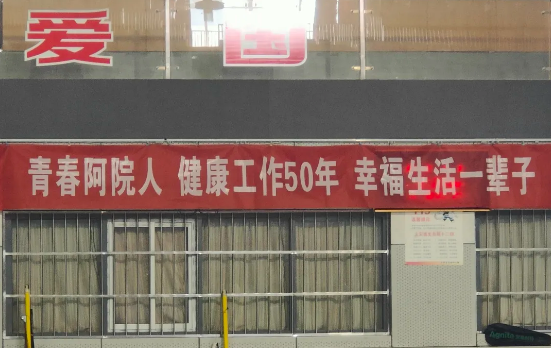 爱 国
青春阿院人 健康工作50年 幸福生活一辈子